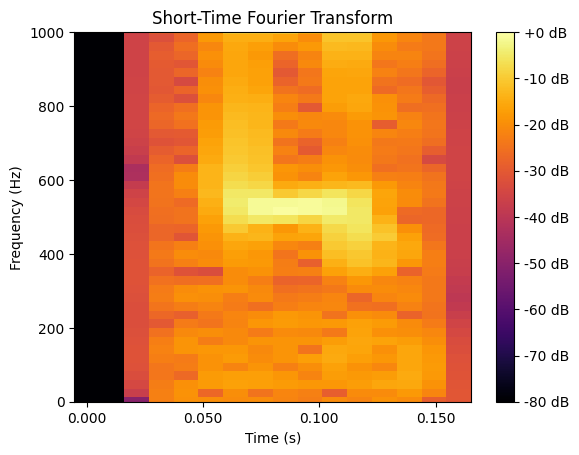 Short-Time Fourier Transform
Frequency (Hz)
1000
800
600
400
200
0
0.000
0.050
0.100
0.150
Time (s)
+0 dB
-10 dB
-20 dB
-30 dB
-40 dB
-50 dB
-60 dB
-70 dB
-80 dB